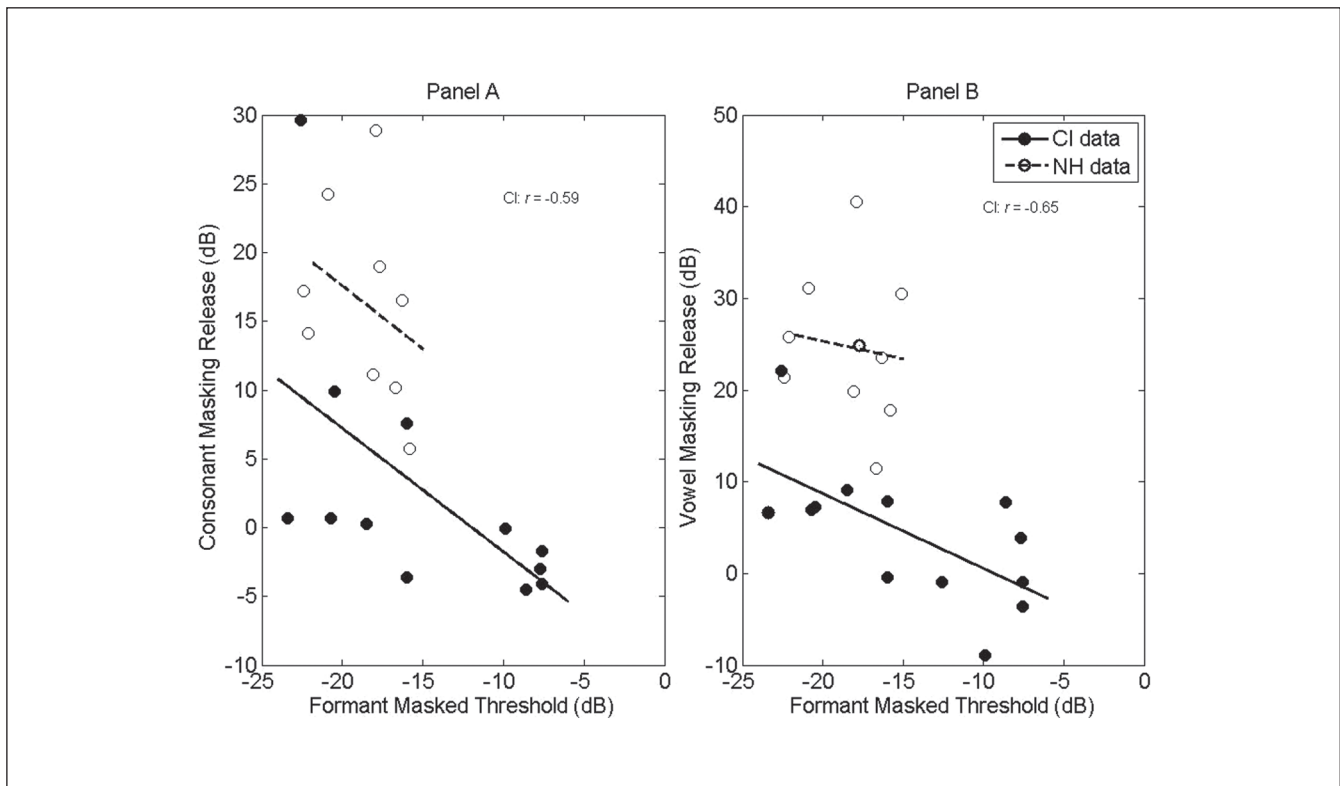 Panel A
30
25
20
15
10
5
0
-5
-10
Consonant Masking Release (dB)
CI: r = -0.59
-25 -20 -15 -10 -5 0
Formant Masked Threshold (dB)
Panel B
50
40
30
20
10
0
-10
Vowel Masking Release (dB)
CI data
NH data
CI: r = -0.65
-25 -20 -15 -10 -5 0
Formant Masked Threshold (dB)